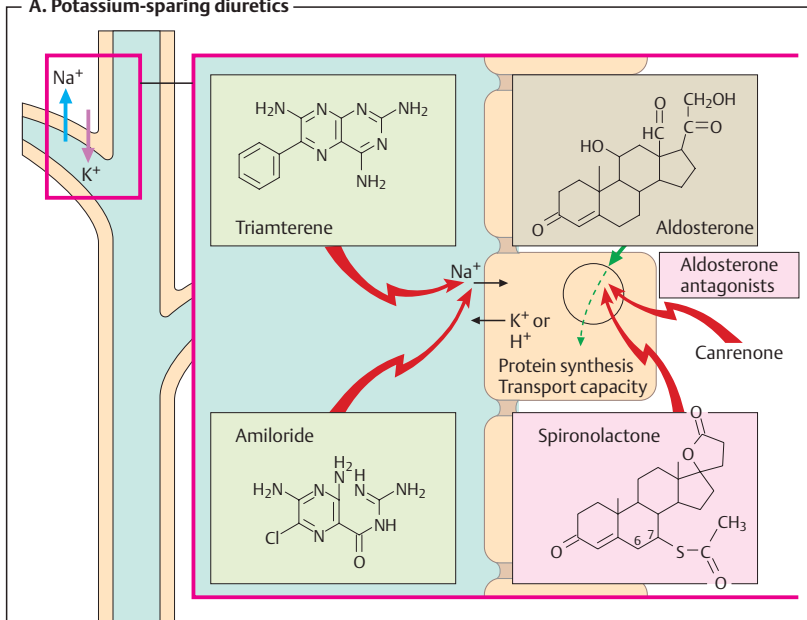 A. Potassium-sparing diuretics
Na⁺
K⁺
H₂N
N
N
NH₂
N
N
NH₂
Triamterene
O
CH₂OH
HC
C=O
HO
O
Aldosterone
Na⁺
K⁺ or
H⁺
Aldosterone
antagonists
Canrenone
Protein synthesis
Transport capacity
Amiloride
H₂N
N
N
H₂
N
H
N
NH₂
NH
Cl
O
Spironolactone
O
O
O
6
7
S
C
CH₃
O